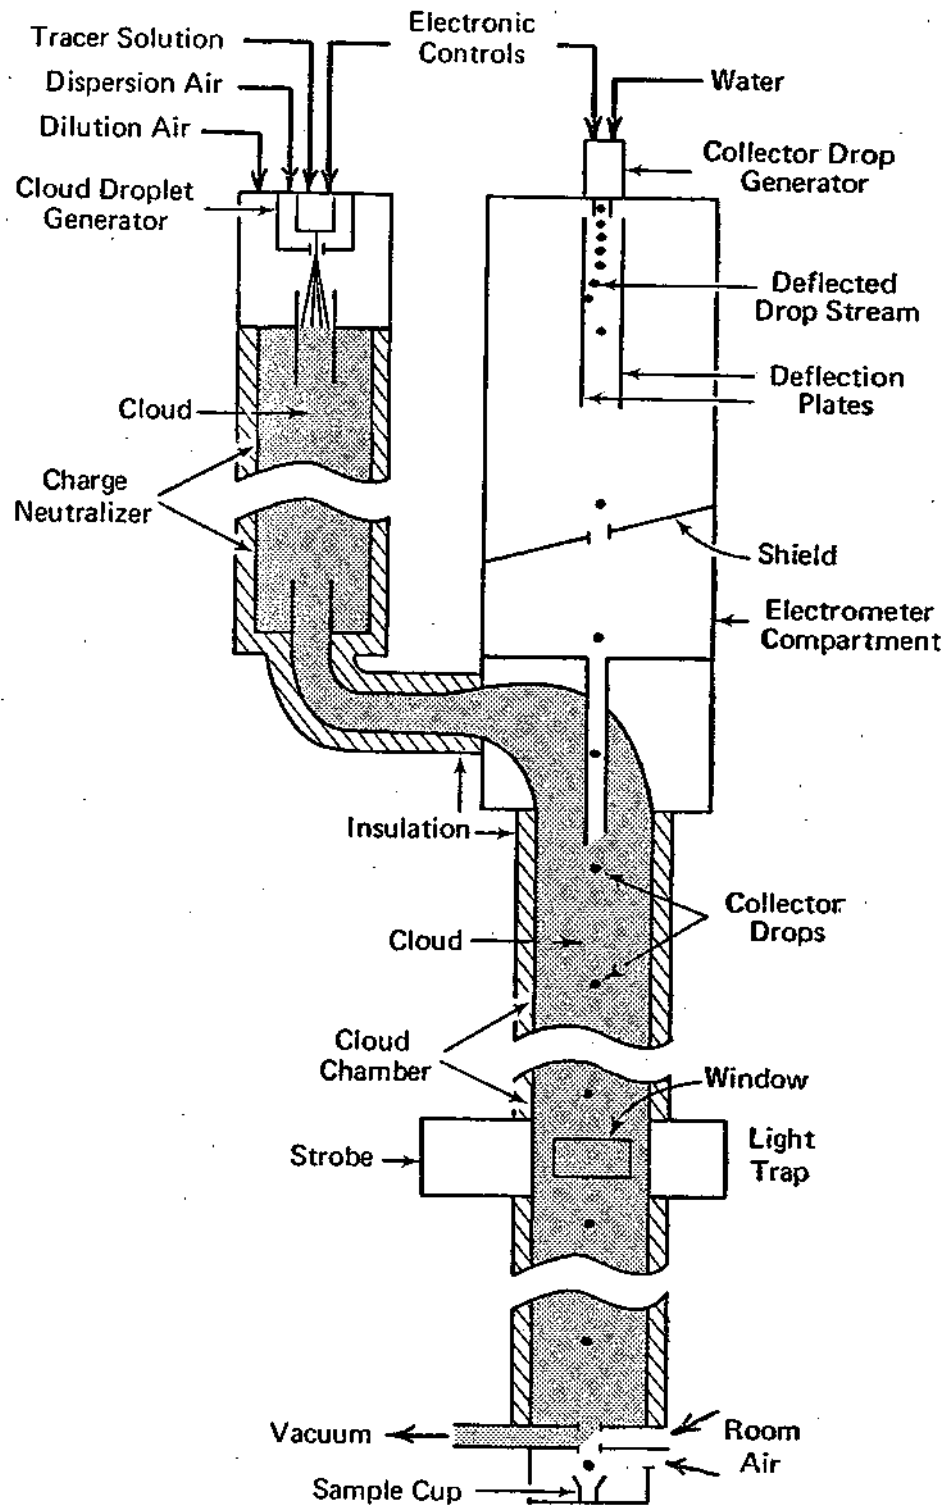 Electronic
Controls
Tracer Solution
Dispersion Air
Dilution Air
Water
Cloud Droplet
Generator
Collector Drop
Generator
Deflected
Drop Stream
Deflection
Plates
Cloud
Charge
Neutralizer
Shield
Electrometer
Compartment
Insulation
Collector
Drops
Cloud
Cloud
Chamber
Window
Strobe
Light
Trap
Vacuum
Room
Air
Sample Cup